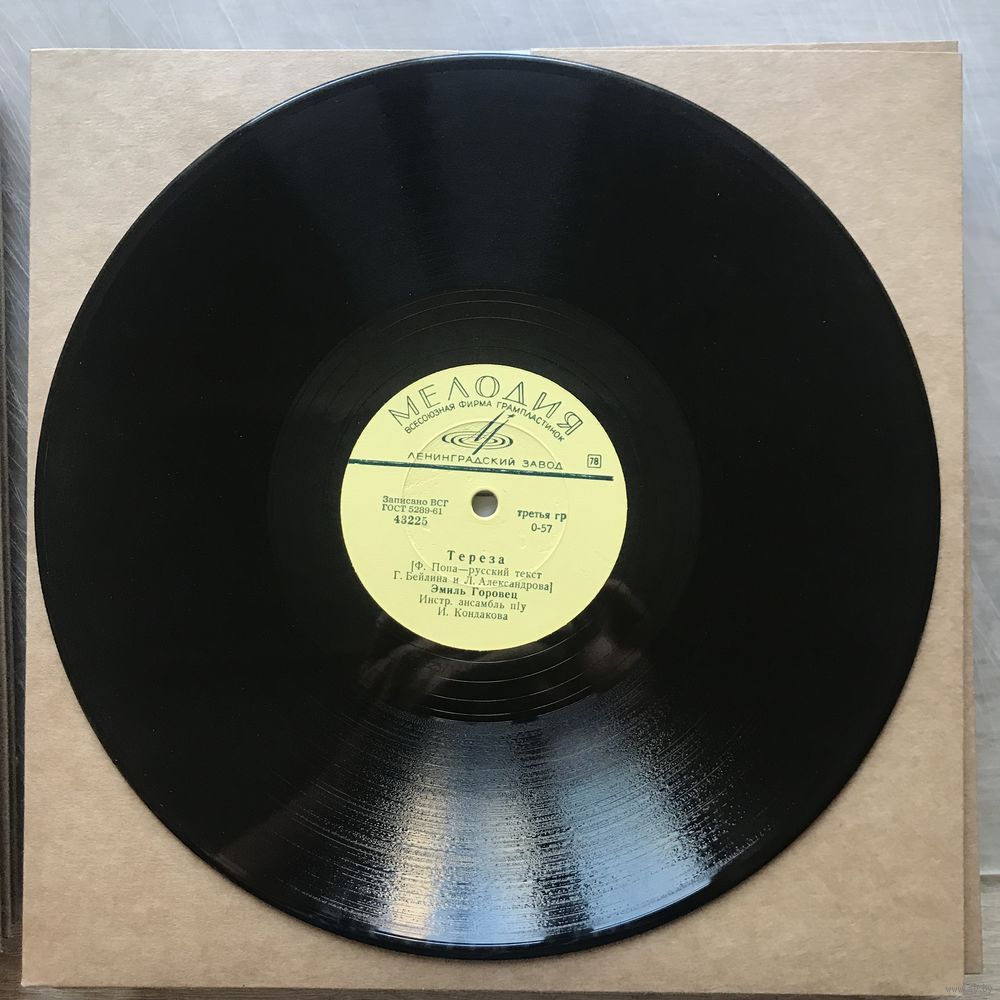 МЕЛОДИЯ
ВСЕСОЮЗНАЯ ФИРМА ГРАМПЛАСТИНОК
ЛЕНИНГРАДСКИЙ ЗАВОД
78
Записано ВСГ
ГОСТ 5289-61
43225
третья гр
0-57
Тереза
[Ф. Попа—русский текст
Г. Бейлина и Л. Александрова]
Эмиль Горовец
Инстр. ансамбль п/у
И. Кондакова